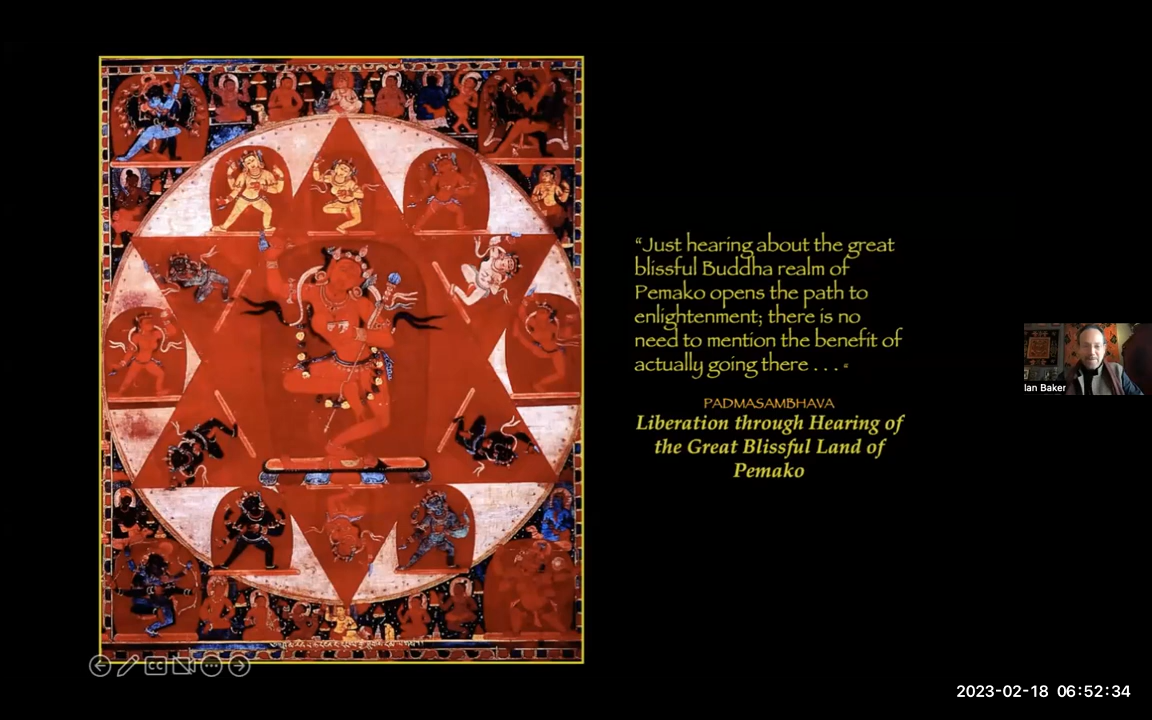 “Just hearing about the great
blissful Buddha realm of
Pemako opens the path to
enlightenment; there is no
need to mention the benefit of
actually going there . . . “
PADMASAMBHAVA
Liberation through Hearing of
the Great Blissful Land of
Pemako
Ian Baker
CC
2023-02-18 06:52:34